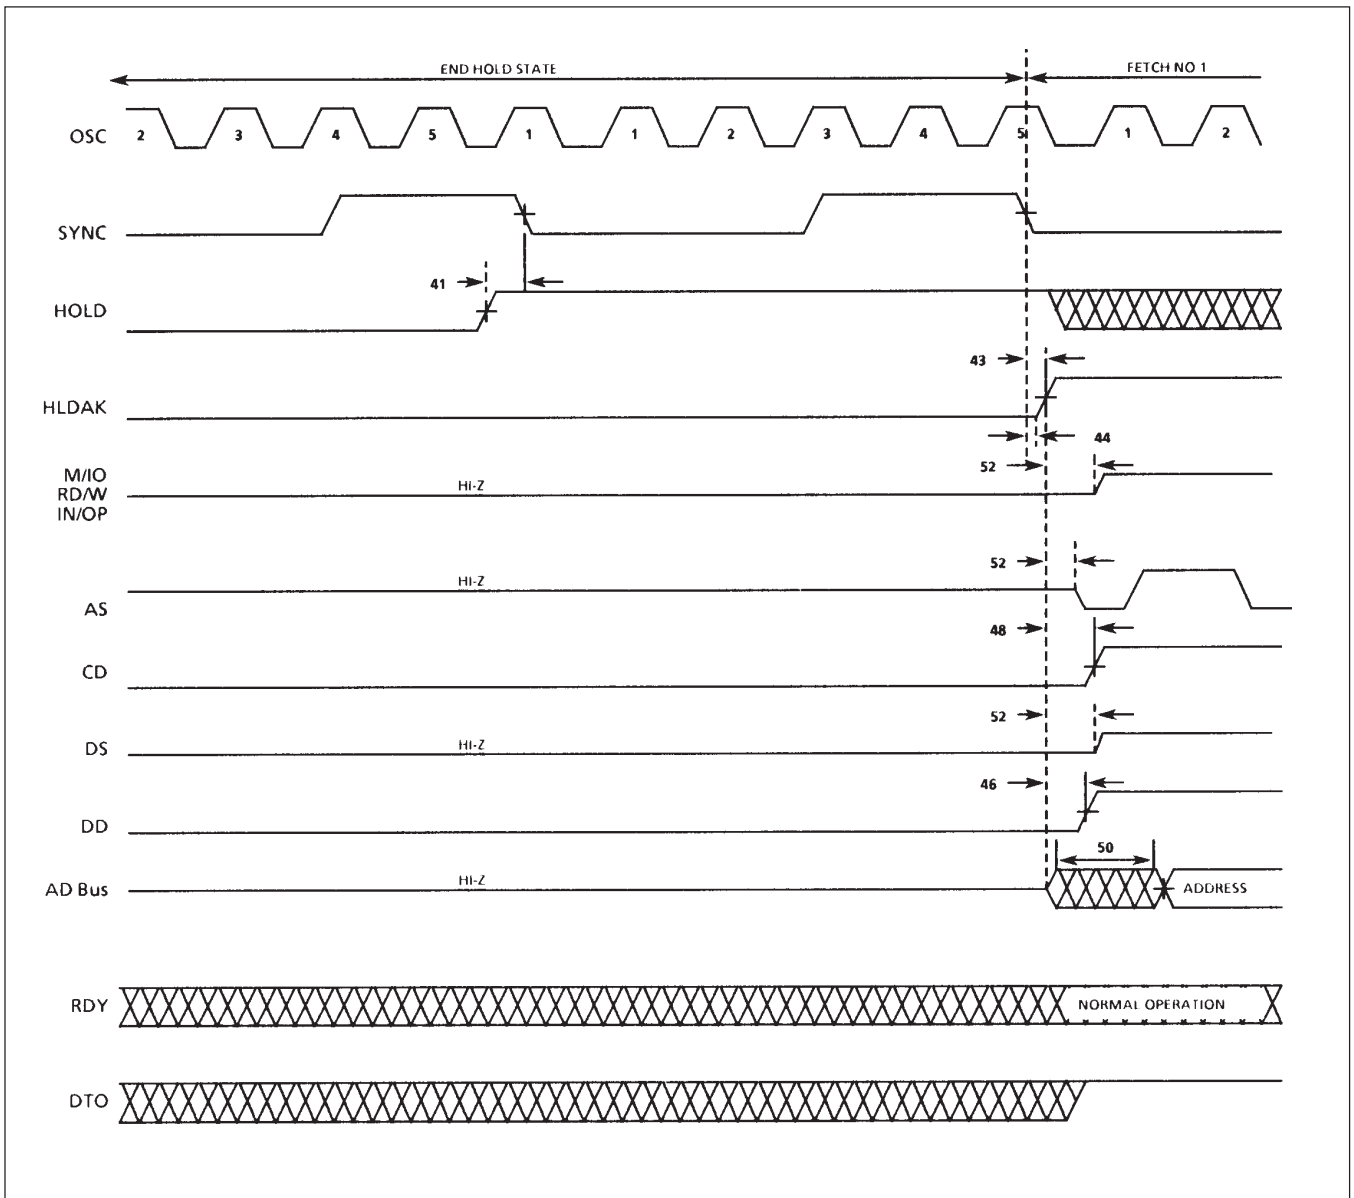 END HOLD STATE
FETCH NO 1
OSC
2 3 4 5 1 1 2 3 4 5 1 2
SYNC
41
HOLD
43
HLDAK
44
M/IO
RD/W
IN/OP
HI-Z
52
AS
HI-Z
52
48
CD
52
DS
HI-Z
46
DD
50
AD Bus
HI-Z
ADDRESS
RDY
NORMAL OPERATION
DTO